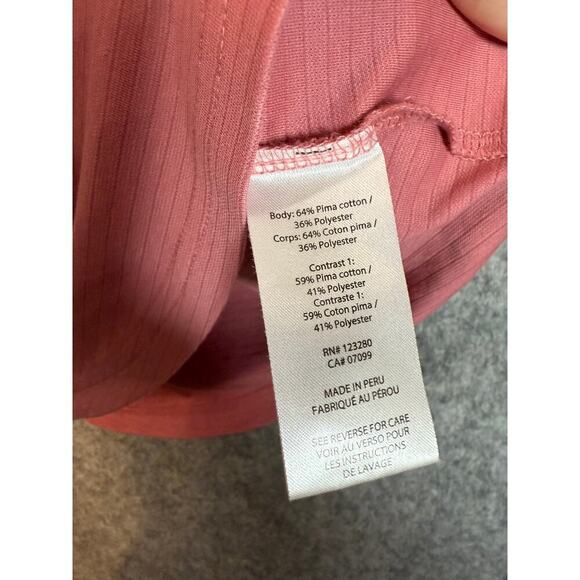 Body: 64% Pima cotton /
36% Polyester
Corps: 64% Coton pima /
36% Polyester
Contrast 1:
59% Pima cotton /
41% Polyester
Contraste 1:
59% Coton pima /
41% Polyester
RN# 123280
CA# 07099
MADE IN PERU
FABRIQUÉ AU PÉROU
SEE REVERSE FOR CARE
VOIR AU VERSO POUR
LES INSTRUCTIONS
DE LAVAGE